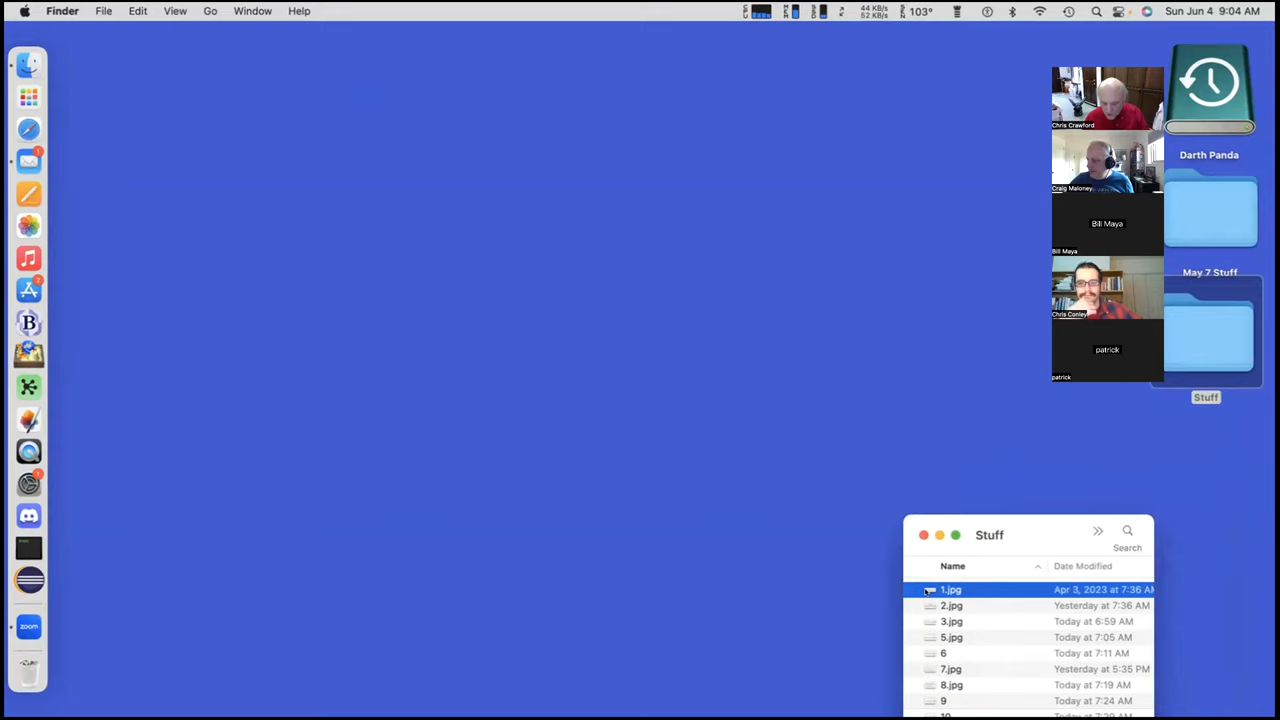 Finder File Edit View Go Window Help
44 KB/s
52 KB/s
103°
Sun Jun 4 9:04 AM
Chris Crawford
Darth Panda
Craig Maloney
Bill Maya
Bill Maya
May 7 Stuff
Chris Conley
patrick
patrick
Stuff
B
zoom
Stuff
Search
Name Date Modified
1.jpg Apr 3, 2023 at 7:36 AM
2.jpg Yesterday at 7:36 AM
3.jpg Today at 6:59 AM
5.jpg Today at 7:05 AM
6 Today at 7:11 AM
7.jpg Yesterday at 5:35 PM
8.jpg Today at 7:19 AM
9 Today at 7:24 AM
10